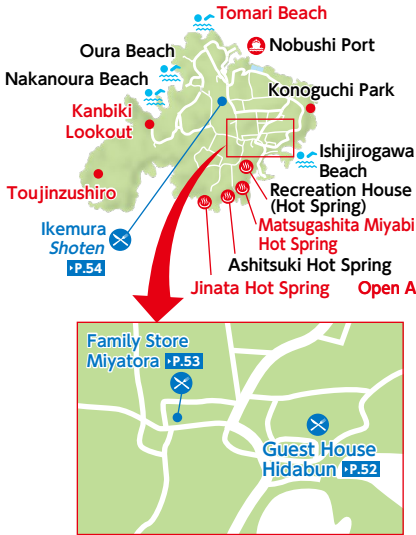 Tomari Beach
Nobushi Port
Oura Beach
Nakanoura Beach
Konoguchi Park
Kanbiki
Lookout
Ishijirogawa
Beach
Toujinzushiro
Recreation House
(Hot Spring)
Matsugashita Miyabi
Hot Spring
Ikemura
Shoten
P.54
Ashitsuki Hot Spring
Jinata Hot Spring
Open A
Family Store
Miyatora P.53
Guest House
Hidabun P.52